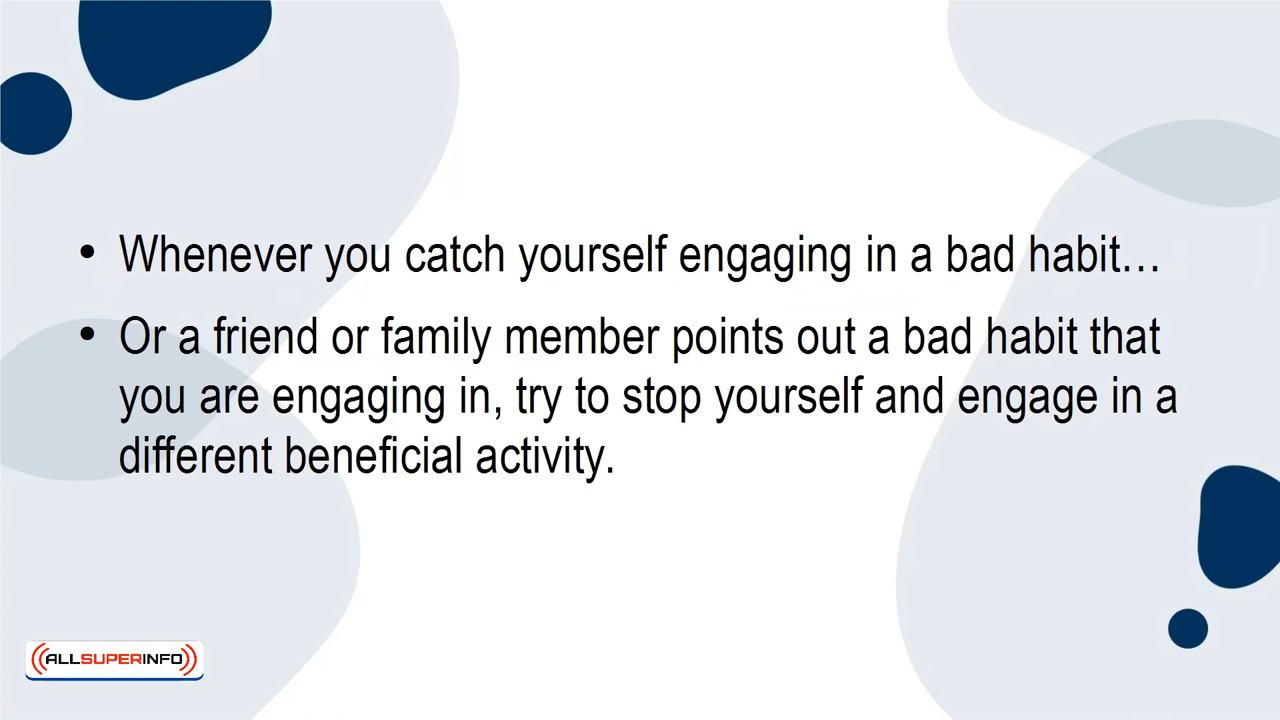 • Whenever you catch yourself engaging in a bad habit…
• Or a friend or family member points out a bad habit that
you are engaging in, try to stop yourself and engage in a
different beneficial activity.
ALLSUPERINFO